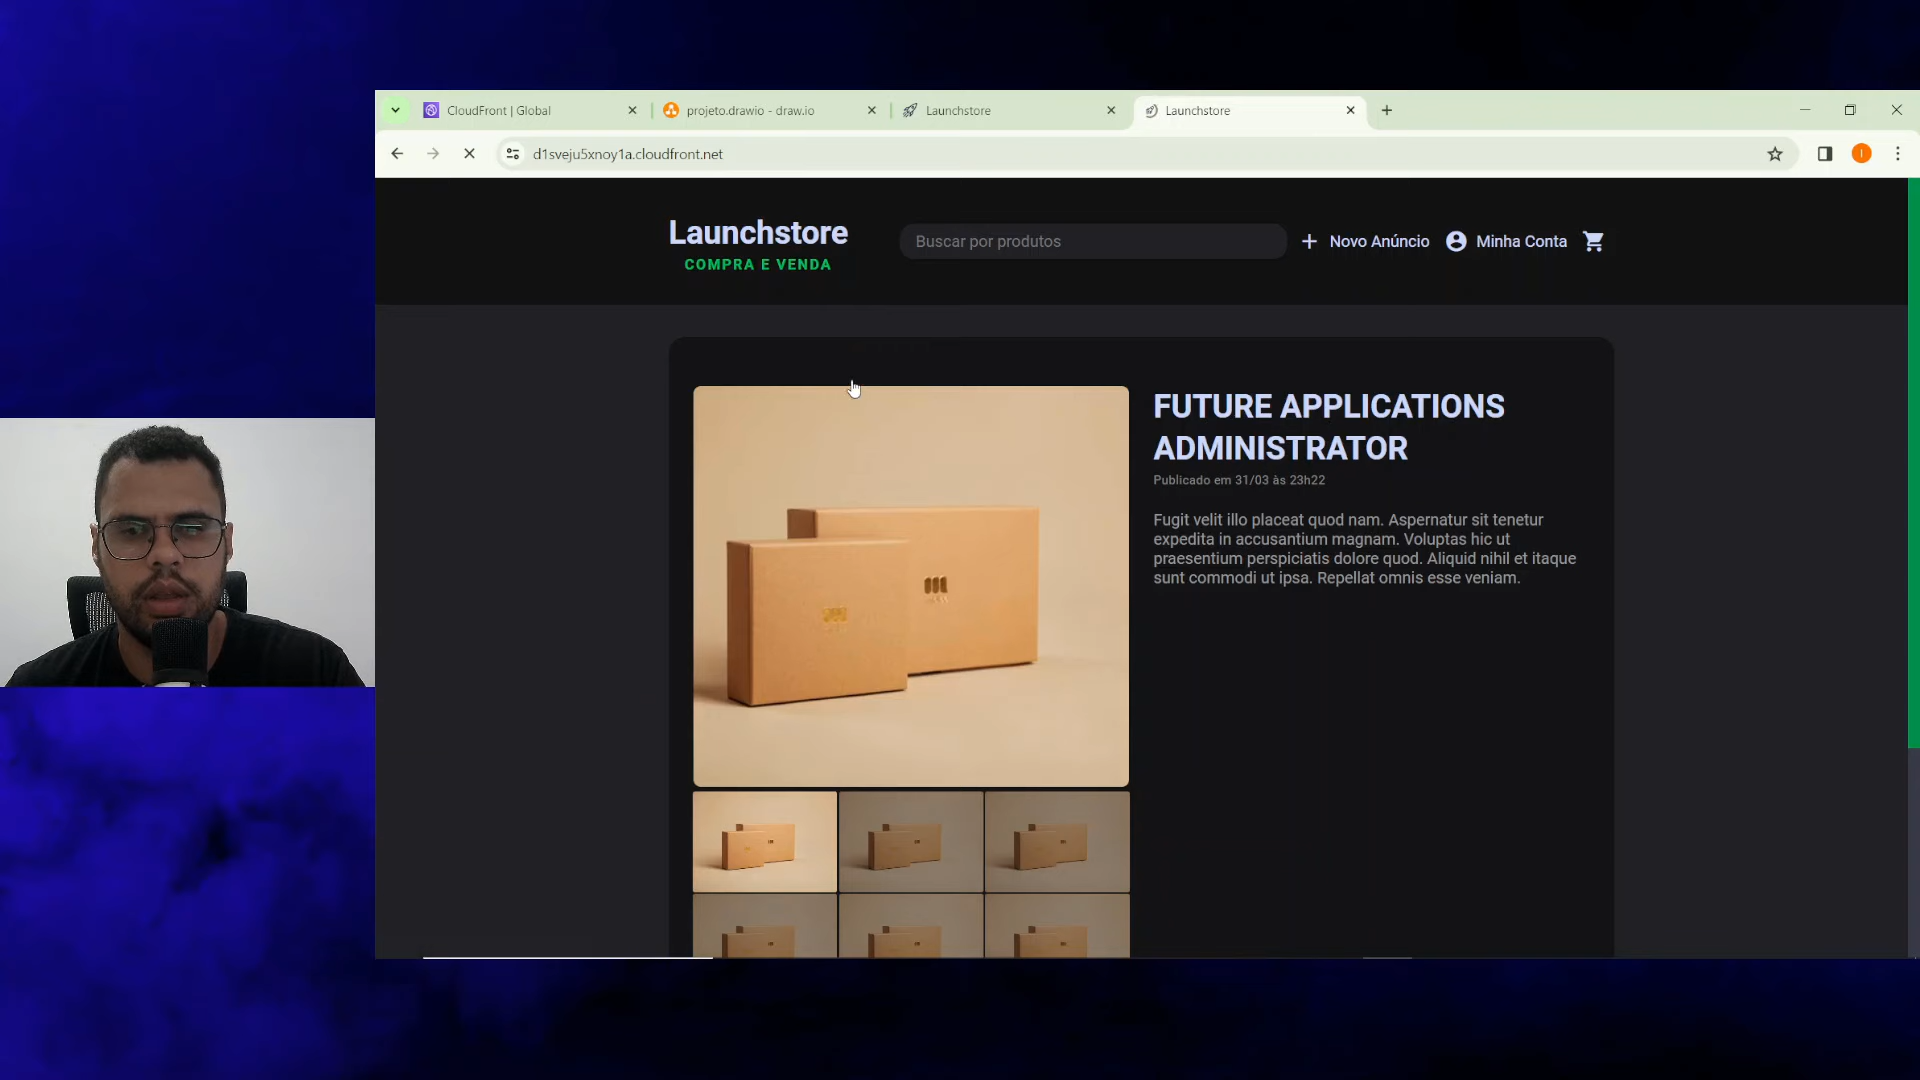 CloudFront | Global
projeto.drawio - draw.io
Launchstore
Launchstore
d1sveju5xnoy1a.cloudfront.net
Launchstore
COMPRA E VENDA
Buscar por produtos
Novo Anúncio
Minha Conta
FUTURE APPLICATIONS
ADMINISTRATOR
Publicado em 31/03 às 23h22
Fugit velit illo placeat quod nam. Aspernatur sit tenetur
expedita in accusantium magnam. Voluptas hic ut
praesentium perspiciatis dolore quod. Aliquid nihil et itaque
sunt commodi ut ipsa. Repellat omnis esse veniam.